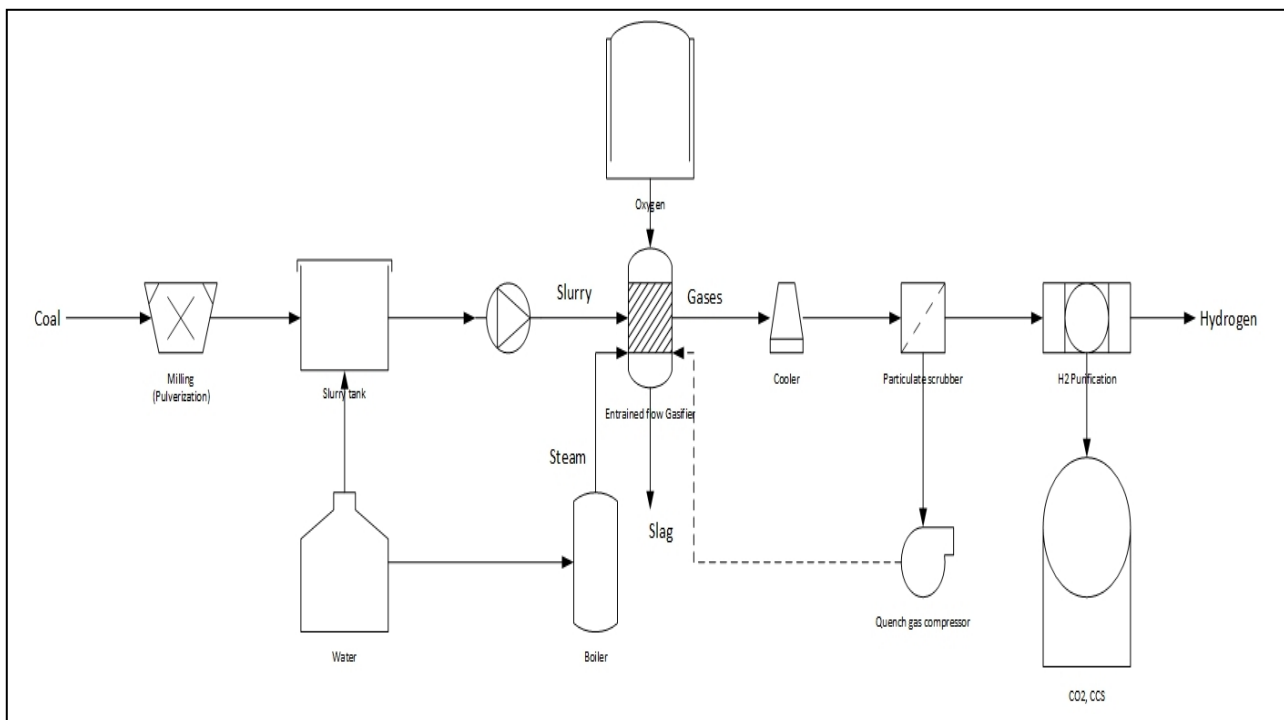 Oxygen
Coal
Slurry
Gases
Hydrogen
Milling
(Pulverization)
Slurry tank
Entrained flow Gasifier
Cooler
Particulate scrubber
H2 Purification
Steam
Slag
Water
Boiler
Quench gas compressor
CO2, CCS